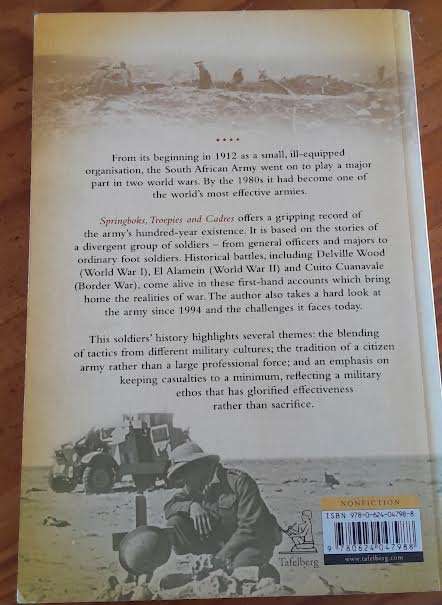 From its beginning in 1912 as a small, ill-equipped
organisation, the South African Army went on to play a major
part in two world wars. By the 1980s it had become one of
the world's most effective armies.
Springboks, Troepies and Cadres offers a gripping record of
the army's hundred-year existence. It is based on the stories of
a divergent group of soldiers – from general officers and majors to
ordinary foot soldiers. Historical battles, including Delville Wood
(World War I), El Alamein (World War II) and Cuito Cuanavale
(Border War), come alive in these first-hand accounts which bring
home the realities of war. The author also takes a hard look at
the army since 1994 and the challenges it faces today.
This soldiers' history highlights several themes: the blending
of tactics from different military cultures; the tradition of a citizen
army rather than a large professional force; and an emphasis on
keeping casualties to a minimum, reflecting a military
ethos that has glorified effectiveness
rather than sacrifice.
NONFICTION
ISBN 978-0-624-04798-8
9 780624 047988
Tafelberg
www.tafelberg.com